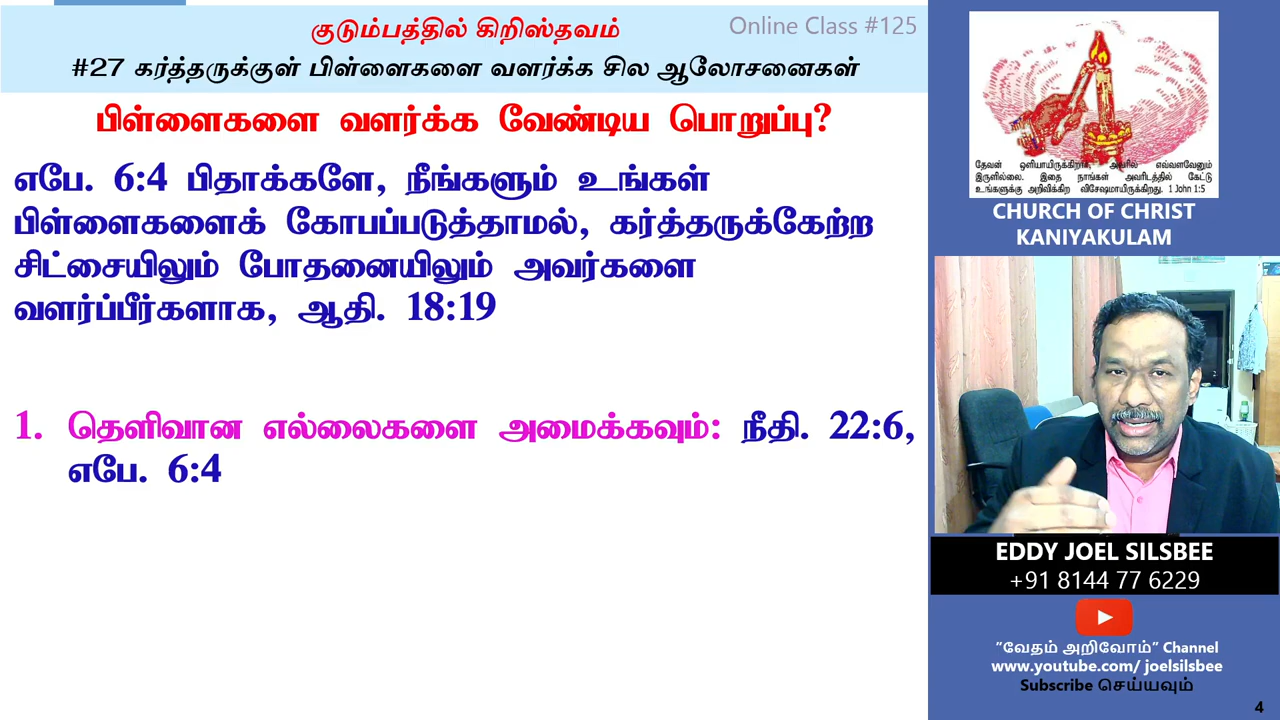 குடும்பத்தில் கிறிஸ்தவம்
Online Class #125
#27 கர்த்தருக்குள் பிள்ளைகளை வளர்க்க சில ஆலோசனைகள்
பிள்ளைகளை வளர்க்க வேண்டிய பொறுப்பு?
எபே. 6:4 பிதாக்களே, நீங்களும் உங்கள்
பிள்ளைகளைக் கோபப்படுத்தாமல், கர்த்தருக்கேற்ற
சிட்சையிலும் போதனையிலும் அவர்களை
வளர்ப்பீர்களாக, ஆதி. 18:19
1. தெளிவான எல்லைகளை அமைக்கவும்: நீதி. 22:6,
எபே. 6:4
தேவன் ஒளியாயிருக்கிறார், அவரில் எவ்வளவேனும்
இருளில்லை. இதை நாங்கள் அவரிடத்தில் கேட்டு
உங்களுக்கு அறிவிக்கிற விசேஷமாயிருக்கிறது. 1 John 1:5
CHURCH OF CHRIST
KANIYAKULAM
EDDY JOEL SILSBEE
+91 8144 77 6229
"வேதம் அறிவோம்" Channel
www.youtube.com/ joelsilsbee
Subscribe செய்யவும்
4